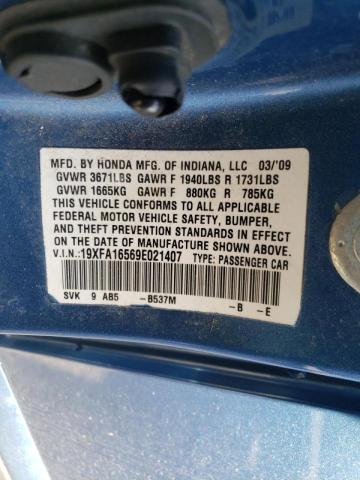 MFD. BY HONDA MFG. OF INDIANA, LLC 03/'09
GVWR 3671LBS GAWR F 1940LBS R 1731LBS
GVWR 1665KG GAWR F 880KG R 785KG
THIS VEHICLE CONFORMS TO ALL APPLICABLE
FEDERAL MOTOR VEHICLE SAFETY, BUMPER,
AND THEFT PREVENTION STANDARDS IN EFFECT
ON THE DATE OF MANUFACTURE SHOWN ABOVE.
V.I.N.:19XFA16569E021407 TYPE: PASSENGER CAR
SVK 9 AB5 -B537M -B -E